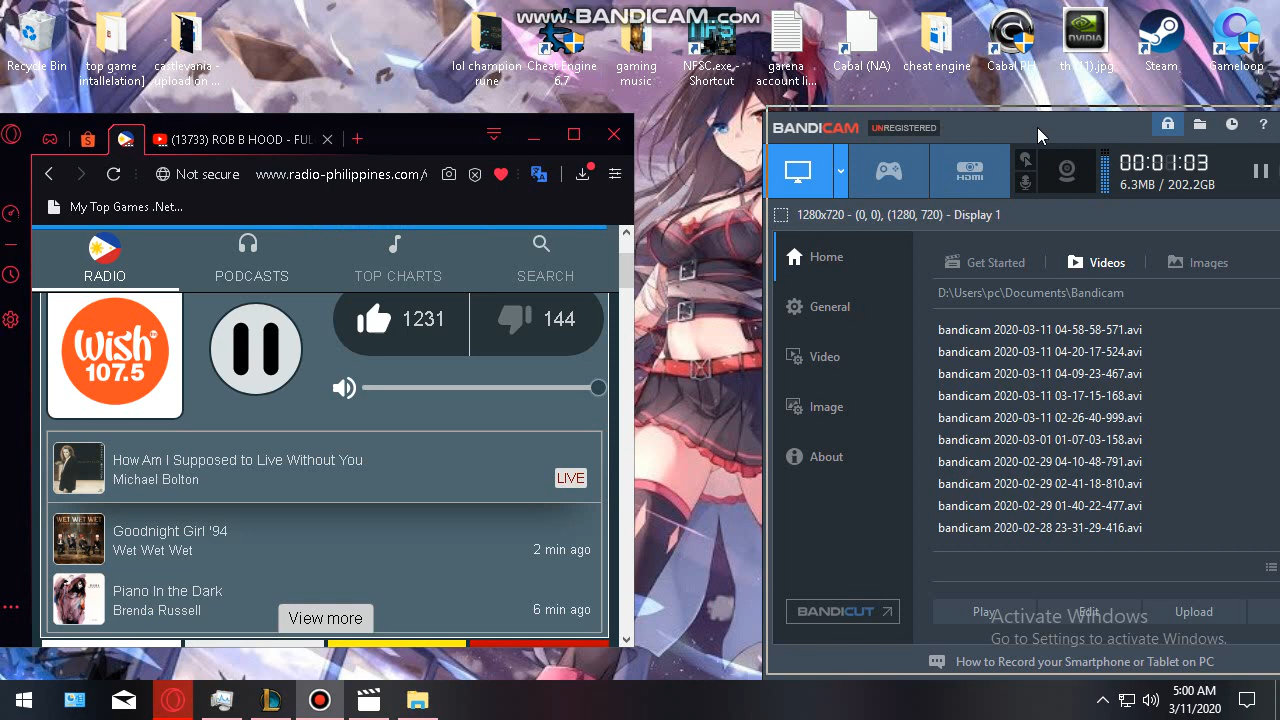 www.BANDICAM.com
Recycle Bin
top game
intallelation]
castlevania -
upload on ...
lol champion
rune
Cheat Engine
6.7
gaming
music
NFSC.exe -
Shortcut
garena
account li...
Cabal (NA)
cheat engine
Cabal PH
th (11).jpg
Steam
Gameloop
NFS
NVIDIA
(13733) ROB B HOOD - FUL
Not secure
www.radio-philippines.com/
My Top Games .Net...
RADIO
PODCASTS
TOP CHARTS
SEARCH
wish
107.5
1231
144
How Am I Supposed to Live Without You
Michael Bolton
LIVE
WET WET WET
Goodnight Girl '94
Wet Wet Wet
2 min ago
Piano In the Dark
Brenda Russell
6 min ago
View more
BANDICAM
UNREGISTERED
?
HDMI
00:01:03
6.3MB / 202.2GB
1280x720 - (0, 0), (1280, 720) - Display 1
Home
General
Video
Image
About
Get Started
Videos
Images
D:\Users\pc\Documents\Bandicam
bandicam 2020-03-11 04-58-58-571.avi
bandicam 2020-03-11 04-20-17-524.avi
bandicam 2020-03-11 04-09-23-467.avi
bandicam 2020-03-11 03-17-15-168.avi
bandicam 2020-03-11 02-26-40-999.avi
bandicam 2020-03-01 01-07-03-158.avi
bandicam 2020-02-29 04-10-48-791.avi
bandicam 2020-02-29 02-41-18-810.avi
bandicam 2020-02-29 01-40-22-477.avi
bandicam 2020-02-28 23-31-29-416.avi
BANDICUT
Play
Edit
Upload
Activate Windows
Go to Settings to activate Windows.
How to Record your Smartphone or Tablet on PC
5:00 AM
3/11/2020